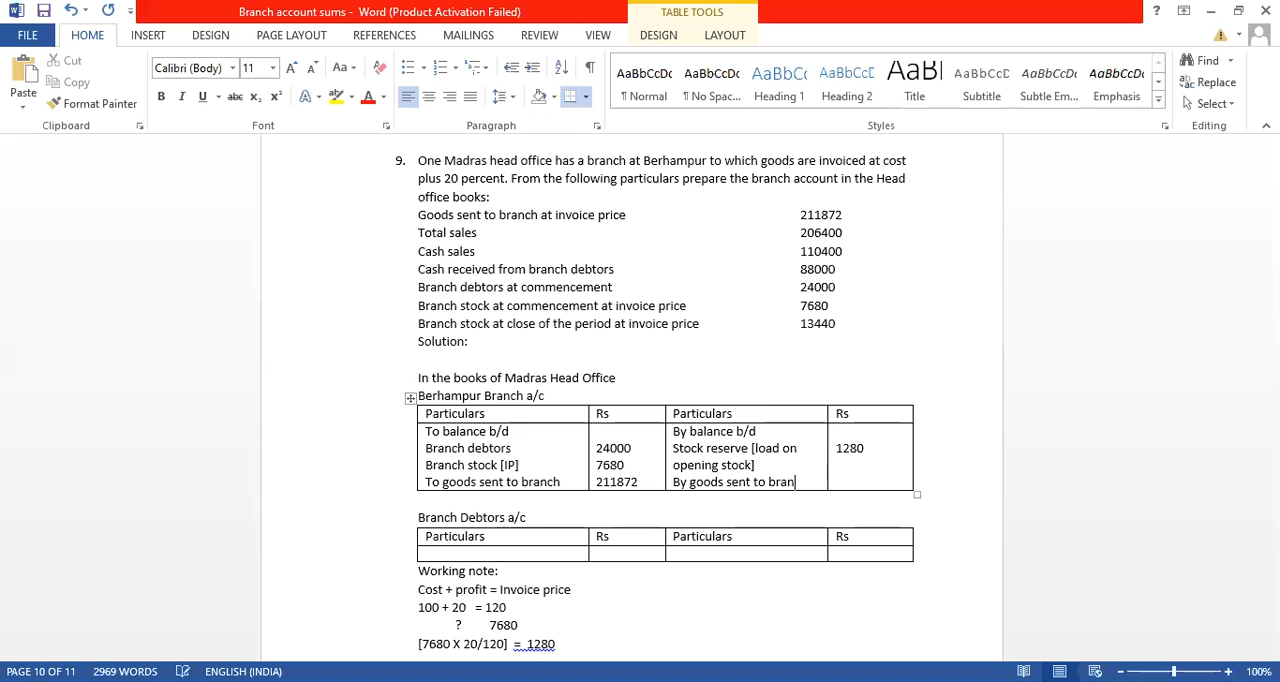 Branch account sums - Word (Product Activation Failed)
TABLE TOOLS
FILE HOME INSERT DESIGN PAGE LAYOUT REFERENCES MAILINGS REVIEW VIEW DESIGN LAYOUT
Paste
Cut
Copy
Format Painter
Clipboard
Calibri (Body) 11
Font
Paragraph
AaBbCcDc AaBbCcDc AaBbCc AaBbCcD AaBl AaBbCcD AaBbCcDc AaBbCcDc
¶ Normal ¶ No Spac... Heading 1 Heading 2 Title Subtitle Subtle Em... Emphasis
Styles
Find
Replace
Select
Editing
9. One Madras head office has a branch at Berhampur to which goods are invoiced at cost
plus 20 percent. From the following particulars prepare the branch account in the Head
office books:
Goods sent to branch at invoice price 211872
Total sales 206400
Cash sales 110400
Cash received from branch debtors 88000
Branch debtors at commencement 24000
Branch stock at commencement at invoice price 7680
Branch stock at close of the period at invoice price 13440
Solution:
In the books of Madras Head Office
Berhampur Branch a/c
Particulars Rs Particulars Rs
To balance b/d By balance b/d
Branch debtors 24000 Stock reserve [load on 1280
Branch stock [IP] 7680 opening stock]
To goods sent to branch 211872 By goods sent to bran
Branch Debtors a/c
Particulars Rs Particulars Rs
Working note:
Cost + profit = Invoice price
100 + 20 = 120
? 7680
[7680 X 20/120] = 1280
PAGE 10 OF 11 2969 WORDS ENGLISH (INDIA) 100%